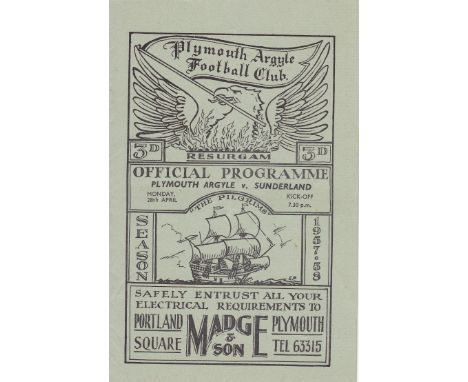 Plymouth Argyle
Football Club.
3D RESURGAM 3D
OFFICIAL PROGRAMME
PLYMOUTH ARGYLE v. SUNDERLAND
MONDAY, KICK-OFF
28th APRIL 7.30 p.m.
"THE PILGRIMS"
SEASON 1957-58
SAFELY ENTRUST ALL YOUR
ELECTRICAL REQUIREMENTS TO
PORTLAND MADGE PLYMOUTH
SQUARE & SON TEL 63315